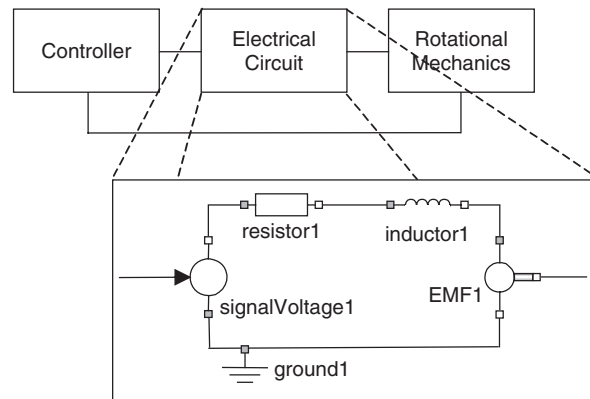 Controller
Electrical
Circuit
Rotational
Mechanics
resistor1
inductor1
signalVoltage1
EMF1
ground1